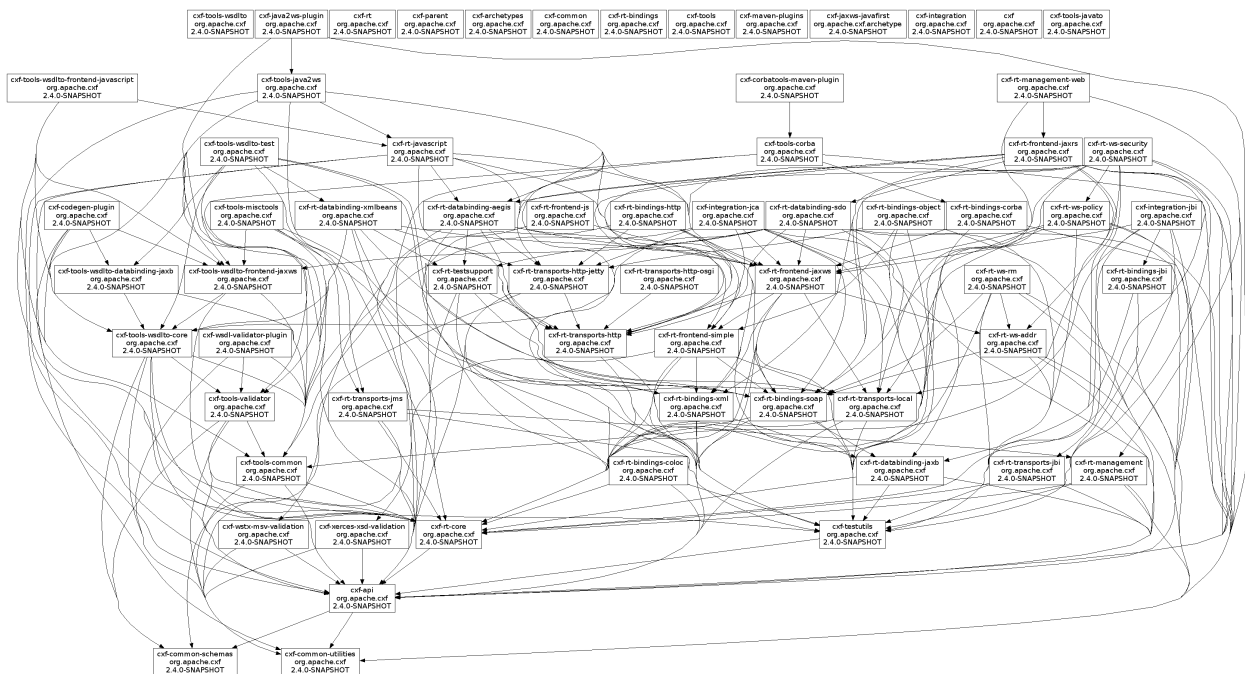 cxf-tools-wsdlto
org.apache.cxf
2.4.0-SNAPSHOT
cxf-java2ws-plugin
org.apache.cxf
2.4.0-SNAPSHOT
cxf-rt
org.apache.cxf
2.4.0-SNAPSHOT
cxf-parent
org.apache.cxf
2.4.0-SNAPSHOT
cxf-archetypes
org.apache.cxf
2.4.0-SNAPSHOT
cxf-common
org.apache.cxf
2.4.0-SNAPSHOT
cxf-rt-bindings
org.apache.cxf
2.4.0-SNAPSHOT
cxf-tools
org.apache.cxf
2.4.0-SNAPSHOT
cxf-maven-plugins
org.apache.cxf
2.4.0-SNAPSHOT
cxf-jaxws-javafirst
org.apache.cxf.archetype
2.4.0-SNAPSHOT
cxf-integration
org.apache.cxf
2.4.0-SNAPSHOT
cxf
org.apache.cxf
2.4.0-SNAPSHOT
cxf-tools-javato
org.apache.cxf
2.4.0-SNAPSHOT
cxf-tools-wsdlto-frontend-javascript
org.apache.cxf
2.4.0-SNAPSHOT
cxf-tools-java2ws
org.apache.cxf
2.4.0-SNAPSHOT
cxf-corbatools-maven-plugin
org.apache.cxf
2.4.0-SNAPSHOT
cxf-rt-management-web
org.apache.cxf
2.4.0-SNAPSHOT
cxf-tools-wsdlto-test
org.apache.cxf
2.4.0-SNAPSHOT
cxf-rt-javascript
org.apache.cxf
2.4.0-SNAPSHOT
cxf-tools-corba
org.apache.cxf
2.4.0-SNAPSHOT
cxf-rt-frontend-jaxrs
org.apache.cxf
2.4.0-SNAPSHOT
cxf-rt-ws-security
org.apache.cxf
2.4.0-SNAPSHOT
cxf-codegen-plugin
org.apache.cxf
2.4.0-SNAPSHOT
cxf-tools-misctools
org.apache.cxf
2.4.0-SNAPSHOT
cxf-rt-databinding-xmlbeans
org.apache.cxf
2.4.0-SNAPSHOT
cxf-rt-databinding-aegis
org.apache.cxf
2.4.0-SNAPSHOT
cxf-rt-frontend-js
org.apache.cxf
2.4.0-SNAPSHOT
cxf-rt-bindings-http
org.apache.cxf
2.4.0-SNAPSHOT
cxf-integration-jca
org.apache.cxf
2.4.0-SNAPSHOT
cxf-rt-databinding-sdo
org.apache.cxf
2.4.0-SNAPSHOT
cxf-rt-bindings-object
org.apache.cxf
2.4.0-SNAPSHOT
cxf-rt-bindings-corba
org.apache.cxf
2.4.0-SNAPSHOT
cxf-rt-ws-policy
org.apache.cxf
2.4.0-SNAPSHOT
cxf-integration-jbi
org.apache.cxf
2.4.0-SNAPSHOT
cxf-tools-wsdlto-databinding-jaxb
org.apache.cxf
2.4.0-SNAPSHOT
cxf-tools-wsdlto-frontend-jaxws
org.apache.cxf
2.4.0-SNAPSHOT
cxf-rt-testsupport
org.apache.cxf
2.4.0-SNAPSHOT
cxf-rt-transports-http-jetty
org.apache.cxf
2.4.0-SNAPSHOT
cxf-rt-transports-http-osgi
org.apache.cxf
2.4.0-SNAPSHOT
cxf-rt-frontend-jaxws
org.apache.cxf
2.4.0-SNAPSHOT
cxf-rt-ws-rm
org.apache.cxf
2.4.0-SNAPSHOT
cxf-rt-bindings-jbi
org.apache.cxf
2.4.0-SNAPSHOT
cxf-tools-wsdlto-core
org.apache.cxf
2.4.0-SNAPSHOT
cxf-wsdl-validator-plugin
org.apache.cxf
2.4.0-SNAPSHOT
cxf-rt-transports-http
org.apache.cxf
2.4.0-SNAPSHOT
cxf-rt-frontend-simple
org.apache.cxf
2.4.0-SNAPSHOT
cxf-rt-ws-addr
org.apache.cxf
2.4.0-SNAPSHOT
cxf-tools-validator
org.apache.cxf
2.4.0-SNAPSHOT
cxf-rt-transports-jms
org.apache.cxf
2.4.0-SNAPSHOT
cxf-rt-bindings-xml
org.apache.cxf
2.4.0-SNAPSHOT
cxf-rt-bindings-soap
org.apache.cxf
2.4.0-SNAPSHOT
cxf-rt-transports-local
org.apache.cxf
2.4.0-SNAPSHOT
cxf-tools-common
org.apache.cxf
2.4.0-SNAPSHOT
cxf-rt-bindings-coloc
org.apache.cxf
2.4.0-SNAPSHOT
cxf-rt-databinding-jaxb
org.apache.cxf
2.4.0-SNAPSHOT
cxf-rt-transports-jbi
org.apache.cxf
2.4.0-SNAPSHOT
cxf-rt-management
org.apache.cxf
2.4.0-SNAPSHOT
cxf-wstx-msv-validation
org.apache.cxf
2.4.0-SNAPSHOT
cxf-xerces-xsd-validation
org.apache.cxf
2.4.0-SNAPSHOT
cxf-rt-core
org.apache.cxf
2.4.0-SNAPSHOT
cxf-testutils
org.apache.cxf
2.4.0-SNAPSHOT
cxf-api
org.apache.cxf
2.4.0-SNAPSHOT
cxf-common-schemas
org.apache.cxf
2.4.0-SNAPSHOT
cxf-common-utilities
org.apache.cxf
2.4.0-SNAPSHOT